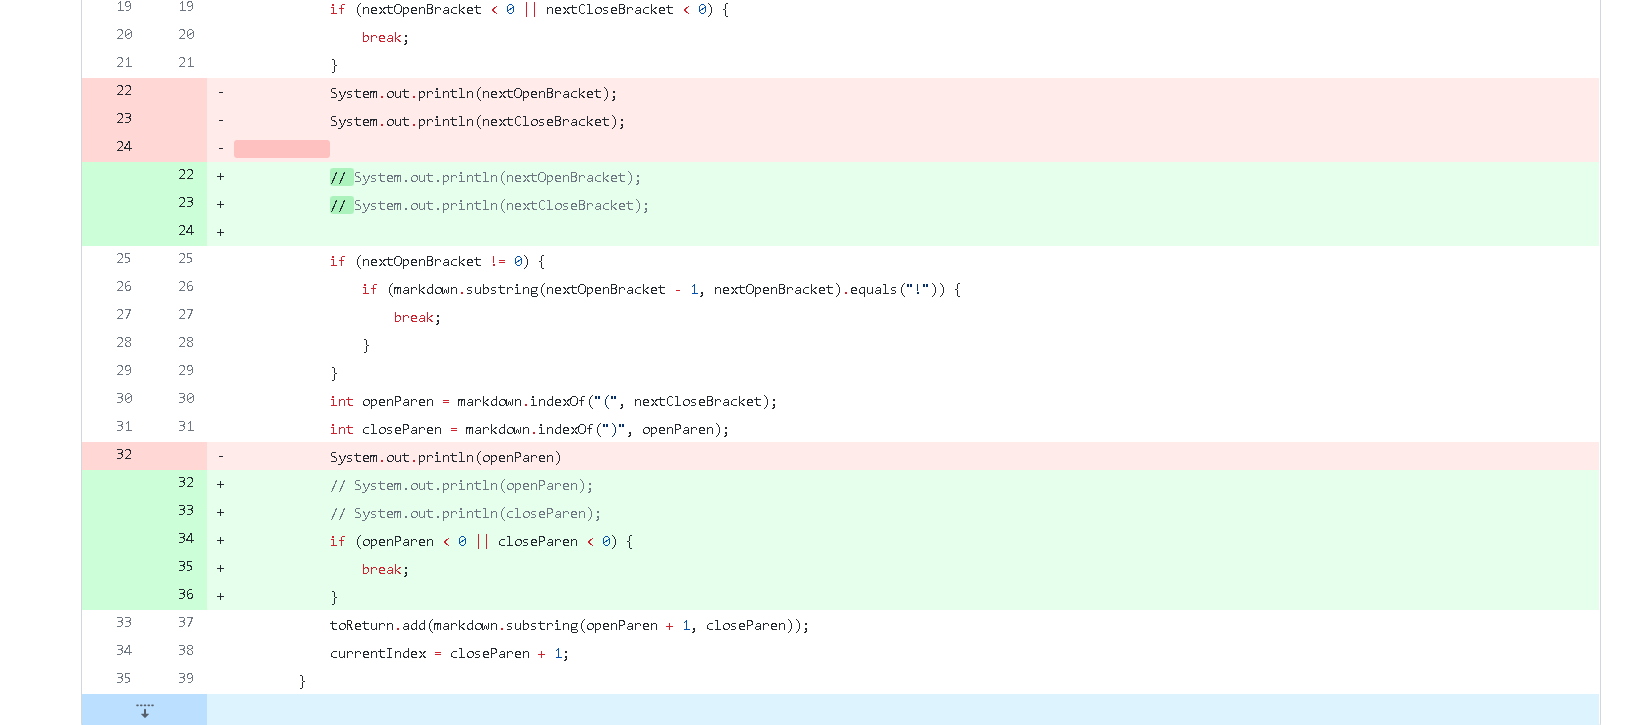 19 19 if (nextOpenBracket < 0 || nextCloseBracket < 0) {
20 20 break;
21 21 }
22 - System.out.println(nextOpenBracket);
23 - System.out.println(nextCloseBracket);
24 -
22 + // System.out.println(nextOpenBracket);
23 + // System.out.println(nextCloseBracket);
24 +
25 25 if (nextOpenBracket != 0) {
26 26 if (markdown.substring(nextOpenBracket - 1, nextOpenBracket).equals("!")) {
27 27 break;
28 28 }
29 29 }
30 30 int openParen = markdown.indexOf("(", nextCloseBracket);
31 31 int closeParen = markdown.indexOf(")", openParen);
32 - System.out.println(openParen)
32 + // System.out.println(openParen);
33 + // System.out.println(closeParen);
34 + if (openParen < 0 || closeParen < 0) {
35 + break;
36 + }
33 37 toReturn.add(markdown.substring(openParen + 1, closeParen));
34 38 currentIndex = closeParen + 1;
35 39 }